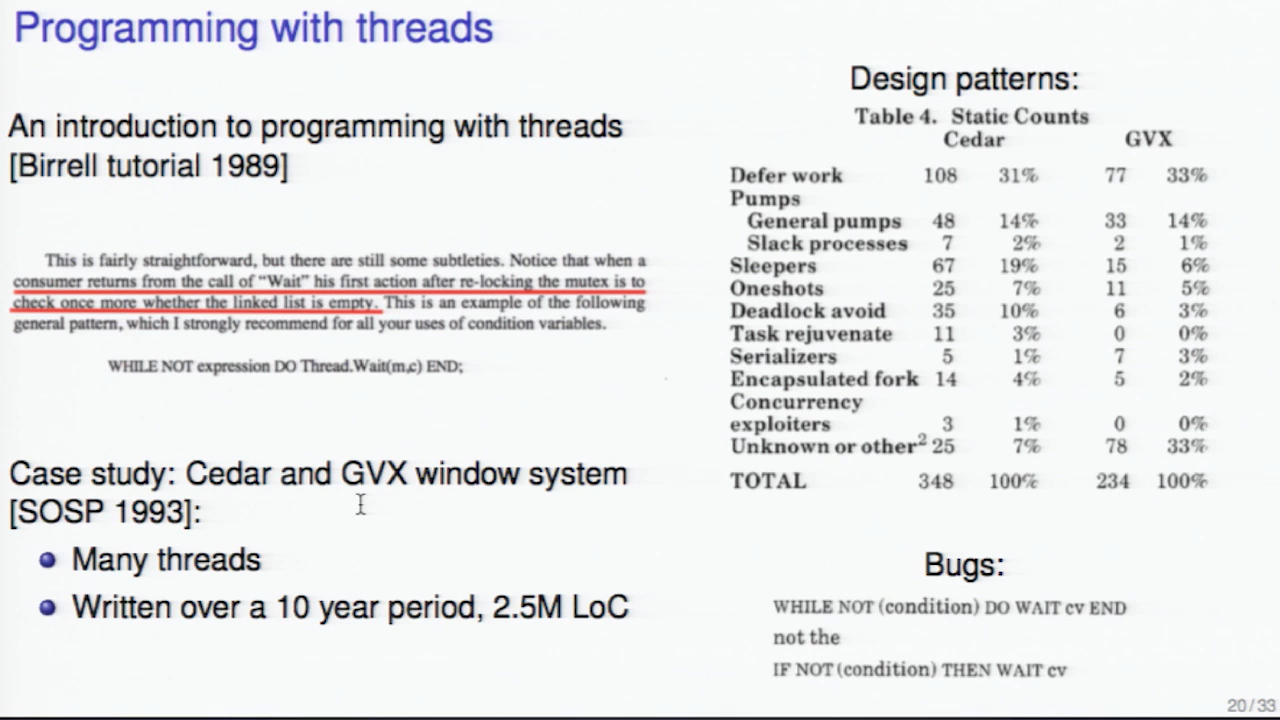 Programming with threads
An introduction to programming with threads
[Birrell tutorial 1989]
This is fairly straightforward, but there are still some subtleties. Notice that when a
consumer returns from the call of “Wait” his first action after re-locking the mutex is to
check once more whether the linked list is empty. This is an example of the following
general pattern, which I strongly recommend for all your uses of condition variables.
WHILE NOT expression DO Thread.Wait(m,c) END;
Case study: Cedar and GVX window system
[SOSP 1993]:
Many threads
Written over a 10 year period, 2.5M LoC
Design patterns:
Table 4. Static Counts
Cedar GVX
Defer work 108 31% 77 33%
Pumps
General pumps 48 14% 33 14%
Slack processes 7 2% 2 1%
Sleepers 67 19% 15 6%
Oneshots 25 7% 11 5%
Deadlock avoid 35 10% 6 3%
Task rejuvenate 11 3% 0 0%
Serializers 5 1% 7 3%
Encapsulated fork 14 4% 5 2%
Concurrency
exploiters 3 1% 0 0%
Unknown or other² 25 7% 78 33%
TOTAL 348 100% 234 100%
Bugs:
WHILE NOT (condition) DO WAIT cv END
not the
IF NOT (condition) THEN WAIT cv
20/33